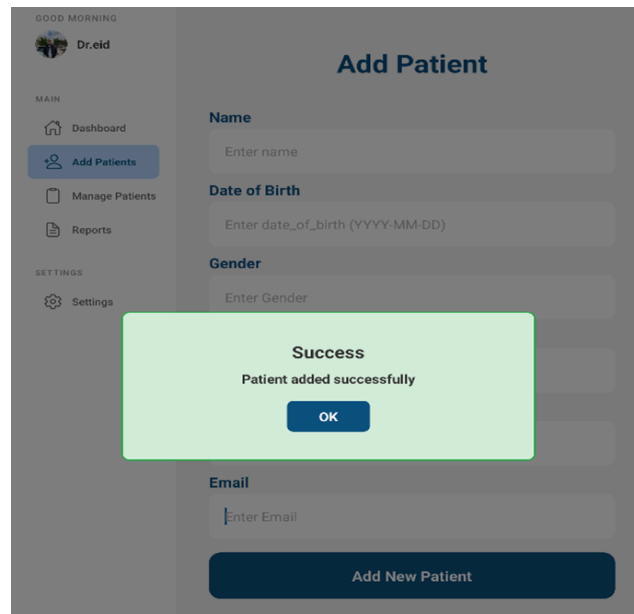 GOOD MORNING
Dr.eid
MAIN
Dashboard
Add Patients
Manage Patients
Reports
SETTINGS
Settings
Add Patient
Name
Enter name
Date of Birth
Enter date_of_birth (YYYY-MM-DD)
Gender
Enter Gender
Success
Patient added successfully
OK
Email
Enter Email
Add New Patient